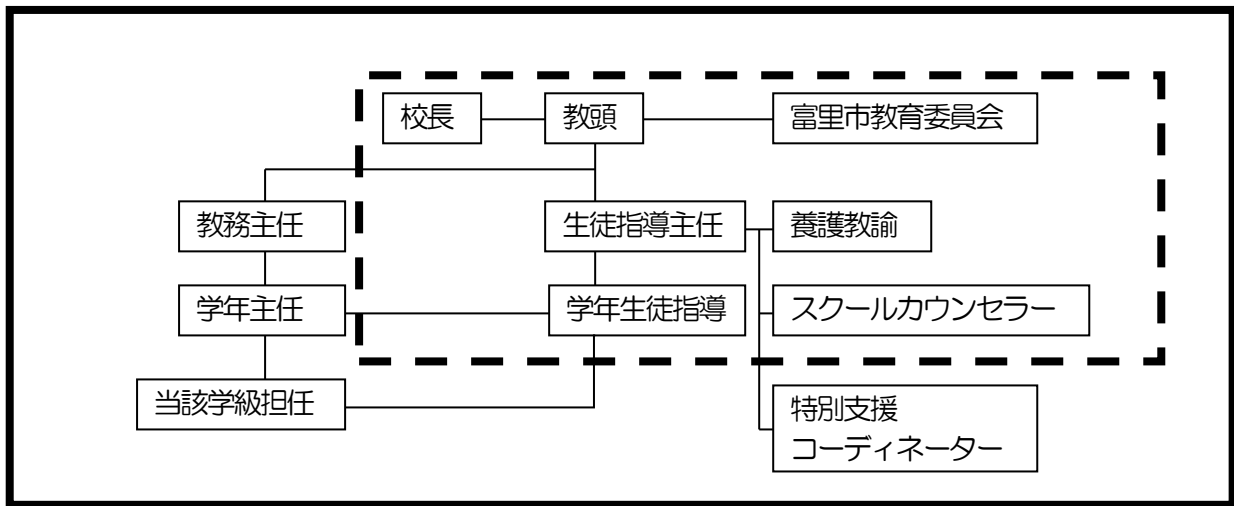 校長
教頭
富里市教育委員会
教務主任
生徒指導主任
養護教諭
学年主任
学年生徒指導
スクールカウンセラー
当該学級担任
特別支援
コーディネーター